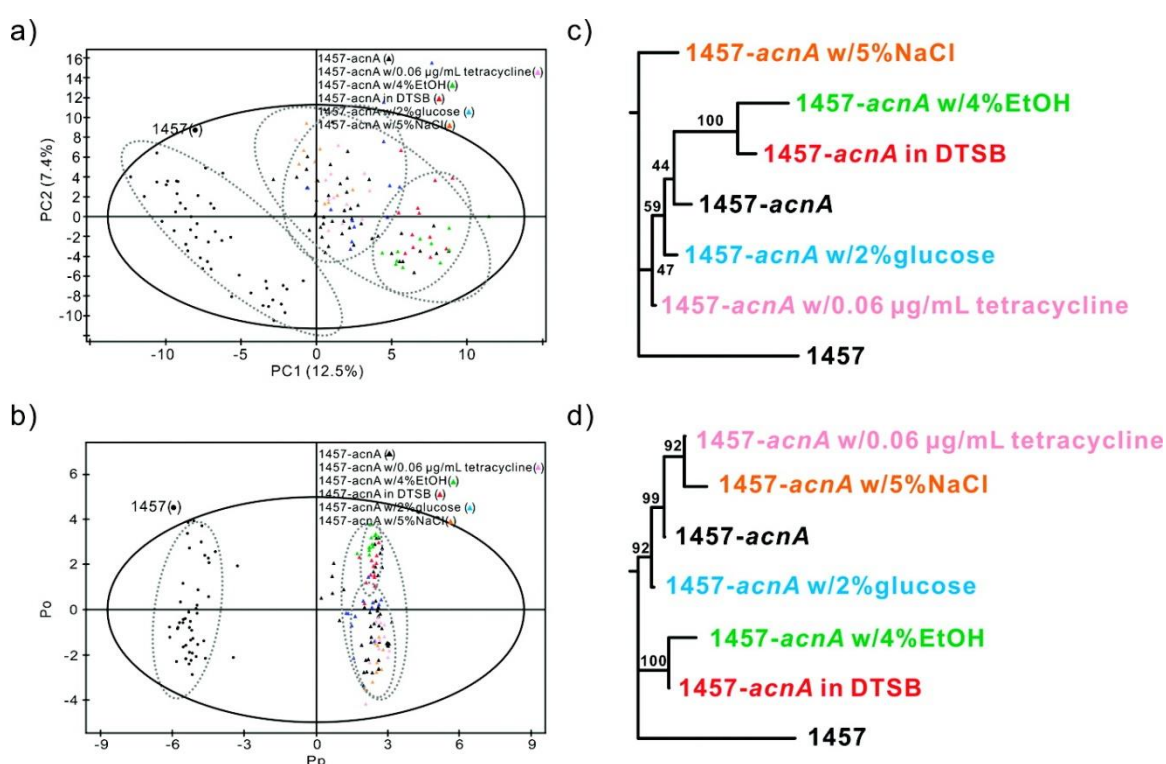 a)
16
14
12
10
8
6
4
2
0
-2
-4
-6
-8
-10
PC2 (7.4%)
1457-acnA (▲)
1457-acnA w/0.06 µg/mL tetracycline(▲)
1457-acnA w/4%EtOH(▲)
1457-acnA in DTSB (▲)
1457-acnA w/2%glucose (▲)
1457-acnA w/5%NaCl(▲)
1457(●)
-10
-5
0
5
10
PC1 (12.5%)
b)
6
4
2
0
-2
-4
Po
1457-acnA (▲)
1457-acnA w/0.06 µg/mL tetracycline(▲)
1457-acnA w/4%EtOH(▲)
1457-acnA in DTSB (▲)
1457-acnA w/2%glucose (▲)
1457-acnA w/5%NaCl(▲)
1457(●)
-9
-6
-3
0
3
6
9
Pp
c)
1457-acnA w/5%NaCl
1457-acnA w/4%EtOH
100
1457-acnA in DTSB
44
1457-acnA
59
1457-acnA w/2%glucose
47
1457-acnA w/0.06 µg/mL tetracycline
1457
d)
1457-acnA w/0.06 µg/mL tetracycline
92
1457-acnA w/5%NaCl
99
1457-acnA
92
1457-acnA w/2%glucose
1457-acnA w/4%EtOH
100
1457-acnA in DTSB
1457